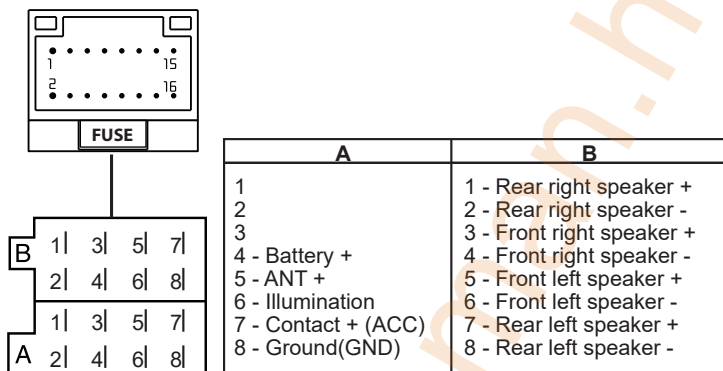 1 15
2 16
FUSE
B 1 3 5 7
2 4 6 8
1 3 5 7
A 2 4 6 8
A B
1 1 - Rear right speaker +
2 2 - Rear right speaker -
3 3 - Front right speaker +
4 - Battery + 4 - Front right speaker -
5 - ANT + 5 - Front left speaker +
6 - Illumination 6 - Front left speaker -
7 - Contact + (ACC) 7 - Rear left speaker +
8 - Ground(GND) 8 - Rear left speaker -